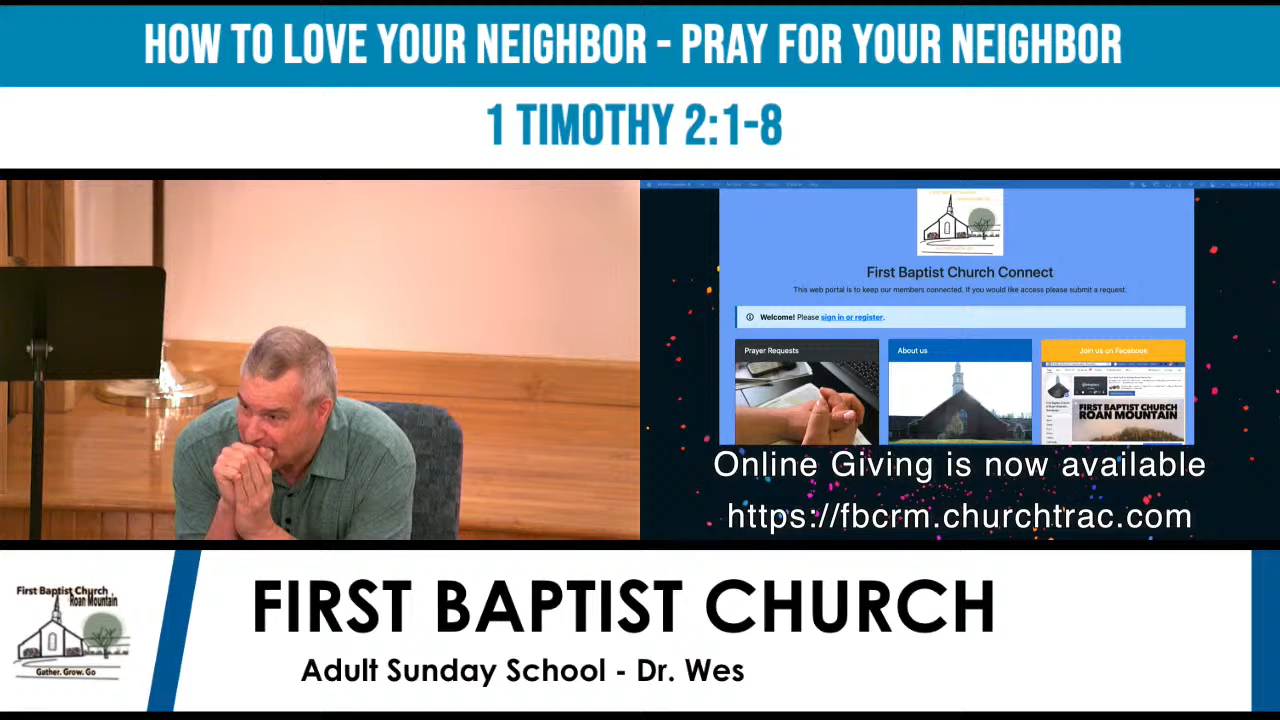 HOW TO LOVE YOUR NEIGHBOR - PRAY FOR YOUR NEIGHBOR
1 TIMOTHY 2:1-8
First Baptist Church Connect
This web portal is to keep our members connected. If you would like access please submit a request.
Welcome! Please sign in or register.
Prayer Requests
About us
Join us on Facebook!
FIRST BAPTIST CHURCH
ROAN MOUNTAIN
Online Giving is now available
https://fbcrm.churchtrac.com
First Baptist Church
Roan Mountain
Gather. Grow. Go
FIRST BAPTIST CHURCH
Adult Sunday School - Dr. Wes